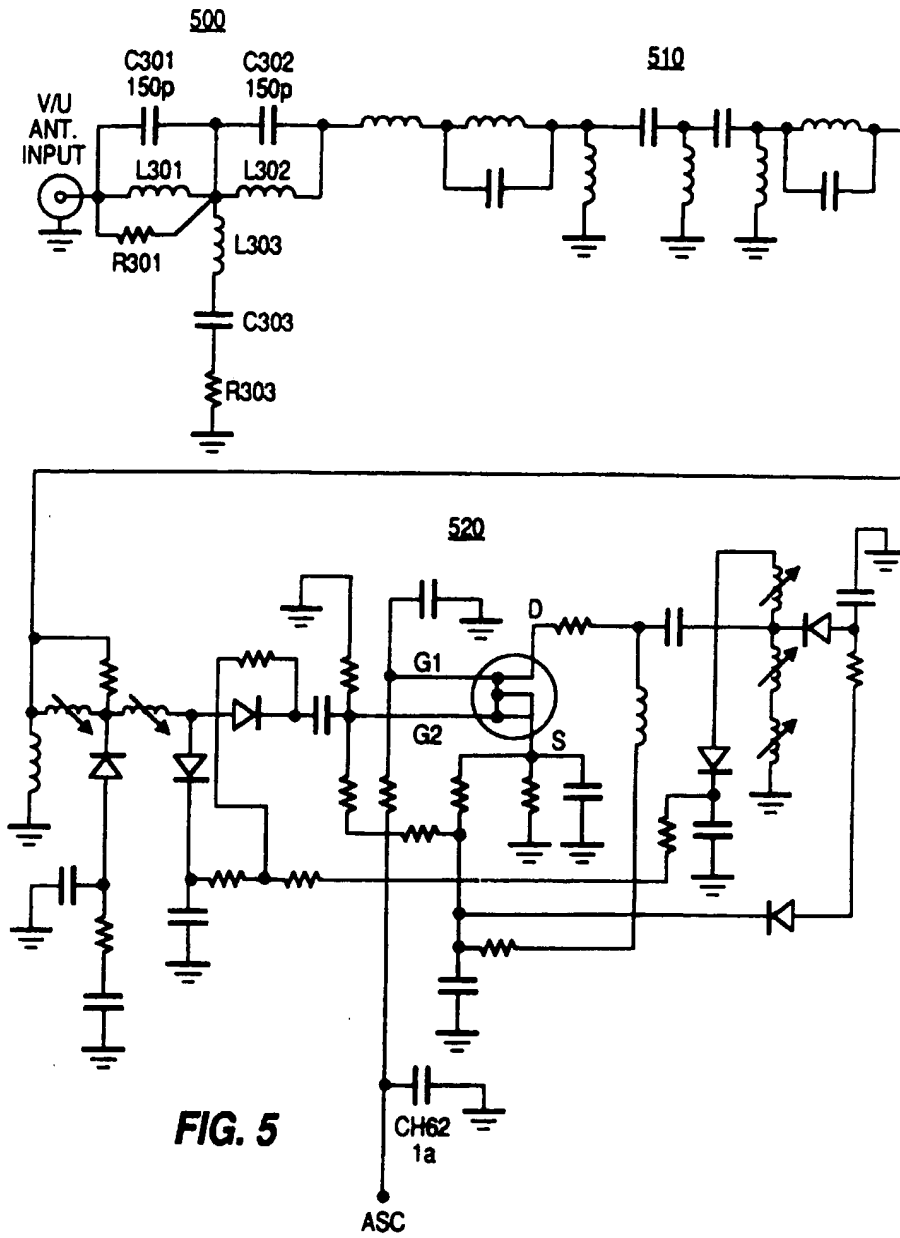 500
C301
150p
C302
150p
510
V/U
ANT.
INPUT
L301
L302
R301
L303
C303
R303
520
D
G1
G2
S
FIG. 5
CH62
1a
ASC